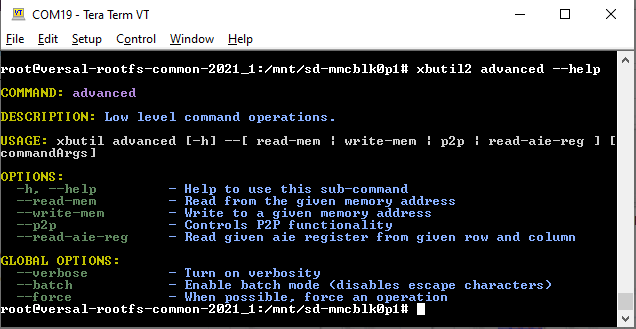 VT
COM19 - Tera Term VT
File Edit Setup Control Window Help
root@versal-rootfs-common-2021_1:/mnt/sd-mmcblk0p1# xbutil2 advanced --help
COMMAND: advanced
DESCRIPTION: Low level command operations.
USAGE: xbutil advanced [-h] --[ read-mem | write-mem | p2p | read-aie-reg ] [
commandArgs]
OPTIONS:
-h, --help - Help to use this sub-command
--read-mem - Read from the given memory address
--write-mem - Write to a given memory address
--p2p - Controls P2P functionality
--read-aie-reg - Read given aie register from given row and column
GLOBAL OPTIONS:
--verbose - Turn on verbosity
--batch - Enable batch mode (disables escape characters)
--force - When possible, force an operation
root@versal-rootfs-common-2021_1:/mnt/sd-mmcblk0p1#